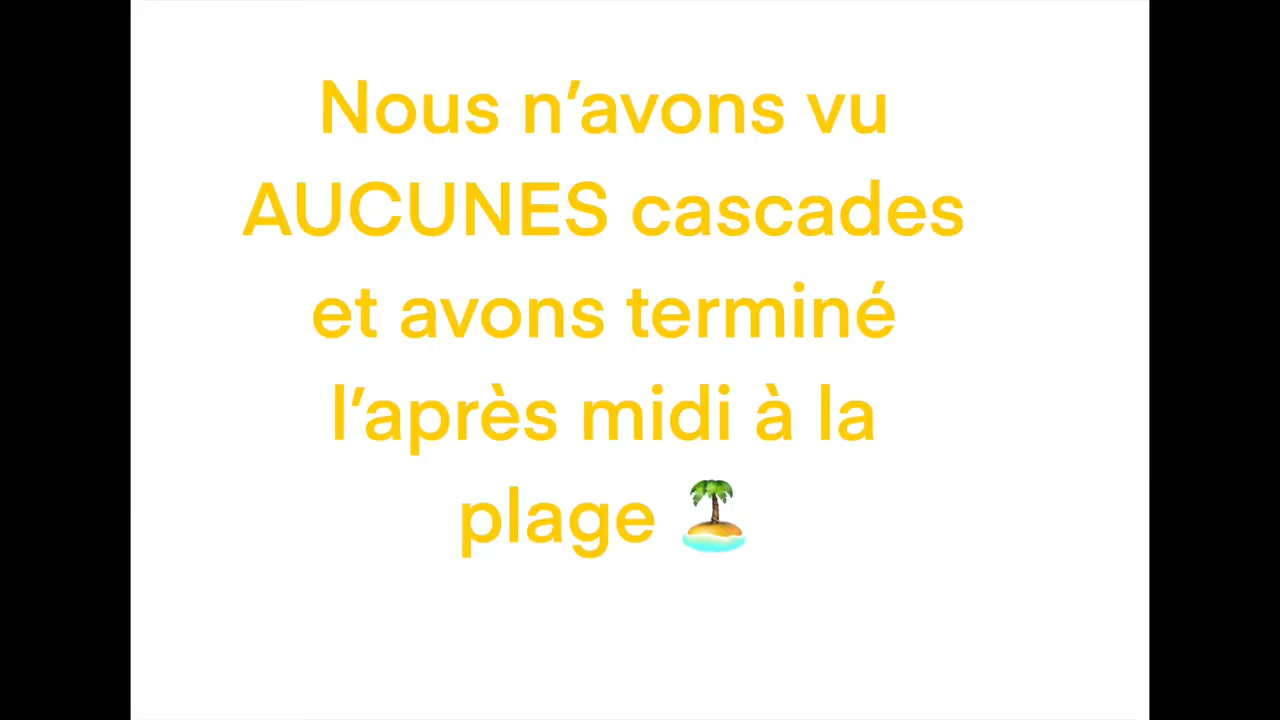 Nous n’avons vu
AUCUNES cascades
et avons terminé
l’après midi à la
plage 🏝️